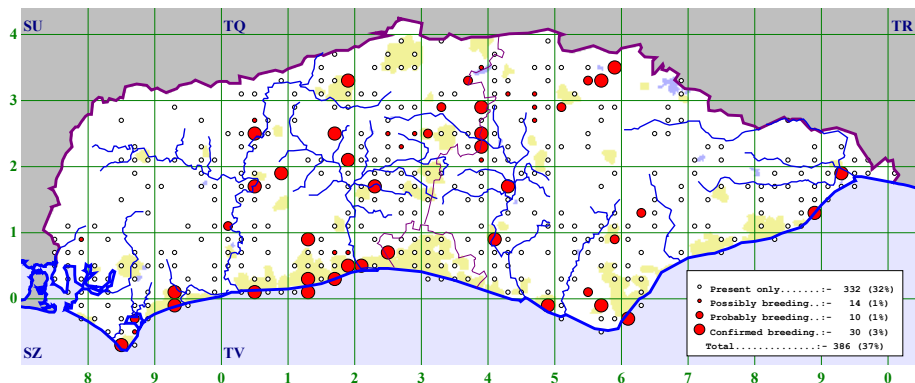 SU TQ TR
4
3
2
1
0
SZ TV
Present only.......:- 332 (32%)
Possibly breeding..:- 14 (1%)
Probably breeding..:- 10 (1%)
Confirmed breeding.:- 30 (3%)
Total.............:- 386 (37%)
8 9 0 1 2 3 4 5 6 7 8 9 0